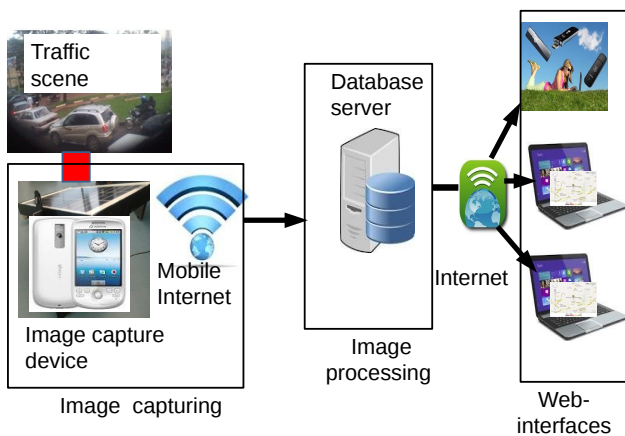 Traffic
scene
Mobile
Internet
Image capture
device
Image capturing
Database
server
Image
processing
Internet
Web-
interfaces